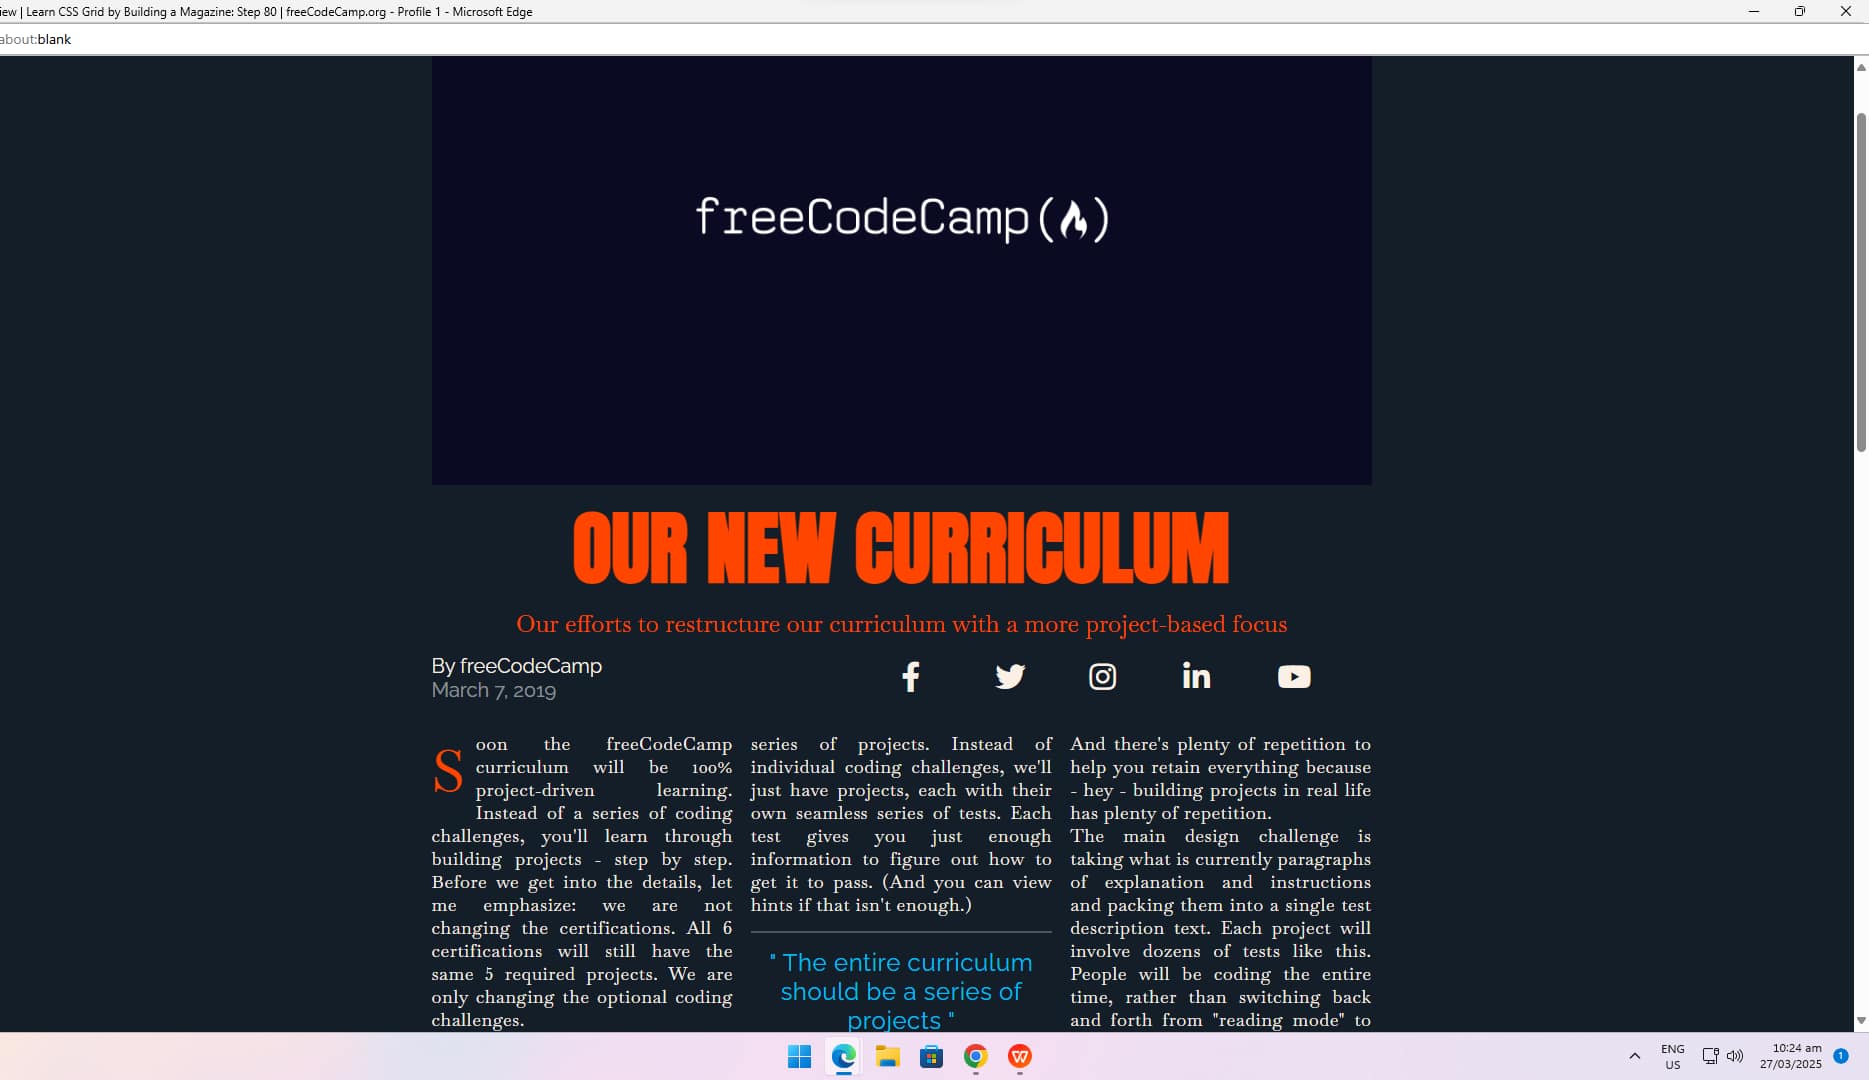 iew | Learn CSS Grid by Building a Magazine: Step 80 | freeCodeCamp.org - Profile 1 - Microsoft Edge
about:blank
freeCodeCamp
OUR NEW CURRICULUM
Our efforts to restructure our curriculum with a more project-based focus
By freeCodeCamp
March 7, 2019
Soon the freeCodeCamp
curriculum will be 100%
project-driven learning.
Instead of a series of coding
challenges, you'll learn through
building projects - step by step.
Before we get into the details, let
me emphasize: we are not
changing the certifications. All 6
certifications will still have the
same 5 required projects. We are
only changing the optional coding
challenges.
series of projects. Instead of
individual coding challenges, we'll
just have projects, each with their
own seamless series of tests. Each
test gives you just enough
information to figure out how to
get it to pass. (And you can view
hints if that isn't enough.)
" The entire curriculum
should be a series of
projects "
And there's plenty of repetition to
help you retain everything because
- hey - building projects in real life
has plenty of repetition.
The main design challenge is
taking what is currently paragraphs
of explanation and instructions
and packing them into a single test
description text. Each project will
involve dozens of tests like this.
People will be coding the entire
time, rather than switching back
and forth from "reading mode" to
ENG
US
10:24 am
27/03/2025
1